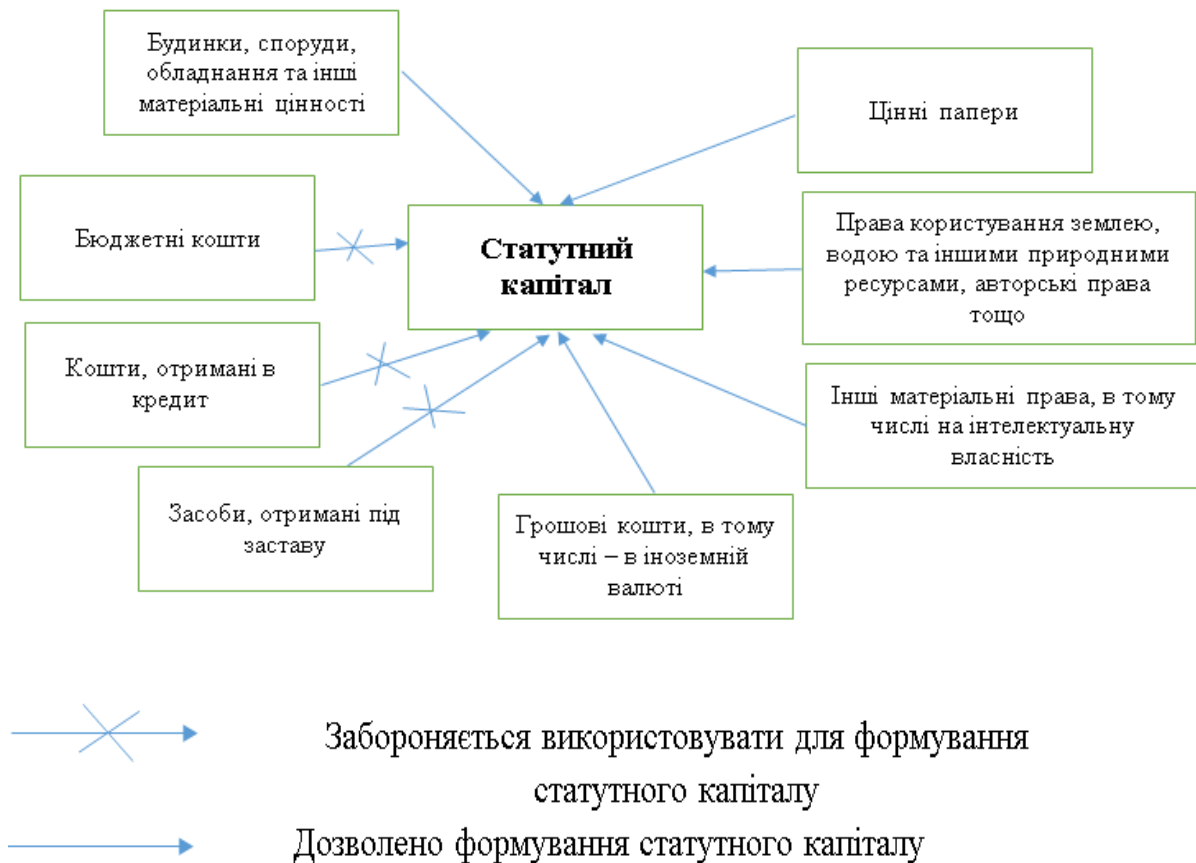 Будинки, споруди,
обладнання та інші
матеріальні цінності
Цінні папери
Бюджетні кошти
Статутний
капітал
Права користування землею,
водою та іншими природними
ресурсами, авторські права
тощо
Кошти, отримані в
кредит
Інші матеріальні права, в тому
числі на інтелектуальну
власність
Засоби, отримані під
заставу
Грошові кошти, в тому
числі – в іноземній
валюті
Забороняється використовувати для формування
статутного капіталу
Дозволено формування статутного капіталу